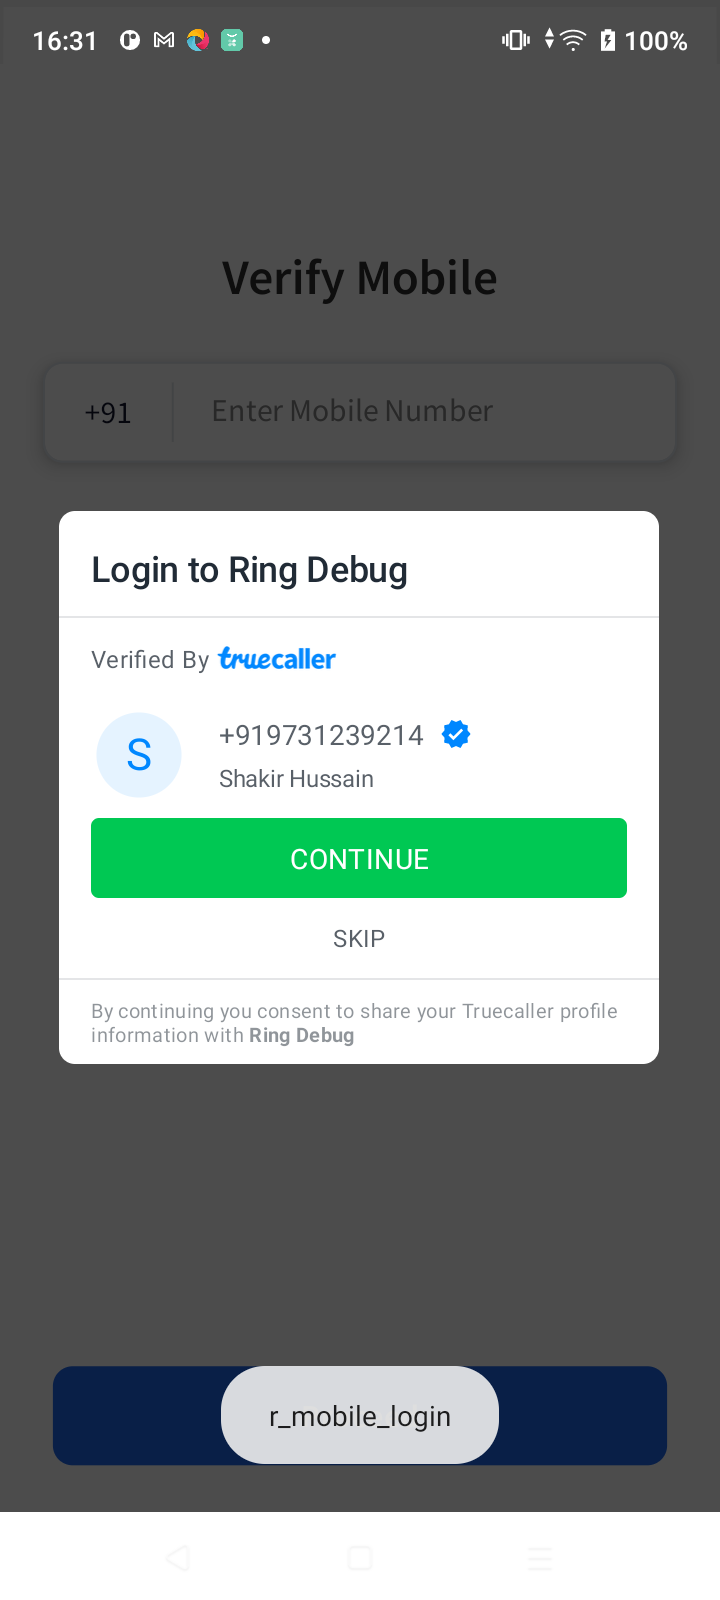 16:31
100%
Verify Mobile
+91 Enter Mobile Number
Login to Ring Debug
Verified By truecaller
S
+919731239214
Shakir Hussain
CONTINUE
SKIP
By continuing you consent to share your Truecaller profile
information with Ring Debug
r_mobile_login